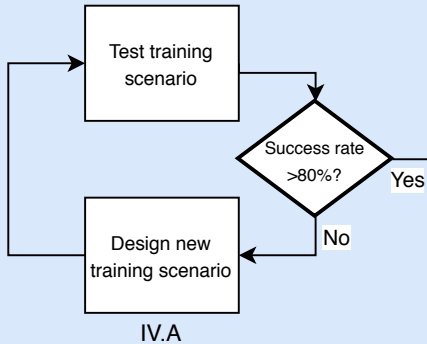 Test training
scenario
Success rate
>80%?
Yes
No
Design new
training scenario
IV.A